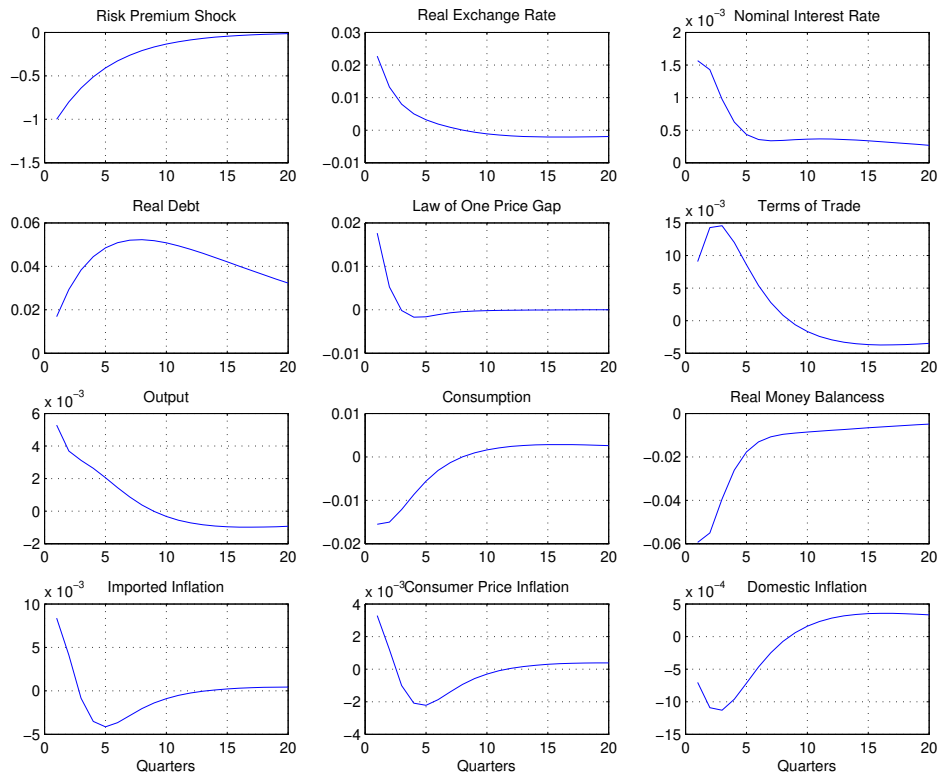 Risk Premium Shock
0
−0.5
−1
−1.5
0 5 10 15 20
Real Exchange Rate
0.03
0.02
0.01
0
−0.01
0 5 10 15 20
Nominal Interest Rate
x 10⁻³
2
1.5
1
0.5
0
0 5 10 15 20
Real Debt
0.06
0.04
0.02
0
0 5 10 15 20
Law of One Price Gap
0.02
0.01
0
−0.01
0 5 10 15 20
Terms of Trade
x 10⁻³
15
10
5
0
−5
0 5 10 15 20
Output
x 10⁻³
6
4
2
0
−2
0 5 10 15 20
Consumption
0.01
0
−0.01
−0.02
0 5 10 15 20
Real Money Balancess
0
−0.02
−0.04
−0.06
0 5 10 15 20
Imported Inflation
x 10⁻³
10
5
0
−5
0 5 10 15 20
Quarters
Consumer Price Inflation
x 10⁻³
4
2
0
−2
−4
0 5 10 15 20
Quarters
Domestic Inflation
x 10⁻⁴
5
0
−5
−10
−15
0 5 10 15 20
Quarters